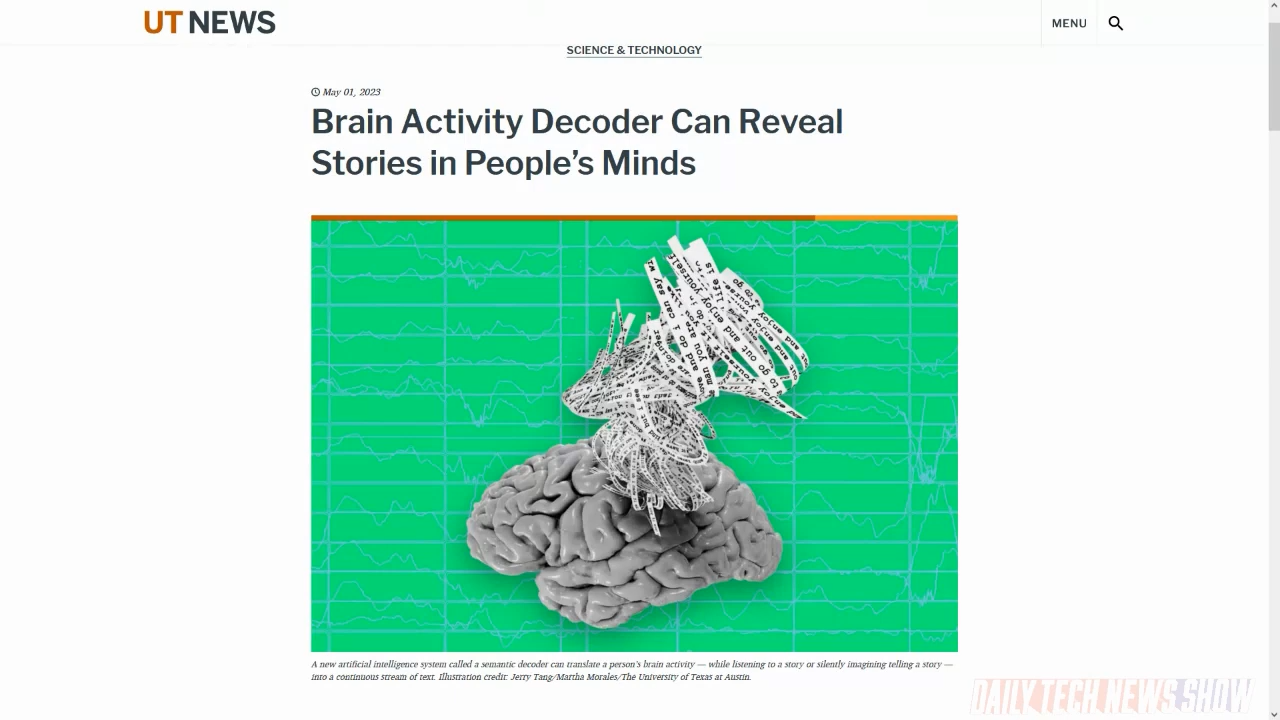 UT NEWS
MENU
SCIENCE & TECHNOLOGY
May 01, 2023
Brain Activity Decoder Can Reveal
Stories in People’s Minds
A new artificial intelligence system called a semantic decoder can translate a person’s brain activity — while listening to a story or silently imagining telling a story —
into a continuous stream of text. Illustration credit: Jerry Tang/Martha Morales/The University of Texas at Austin.
DAILY TECH NEWS SHOW